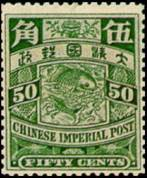 伍角
大清國郵政
50 50
CHINESE IMPERIAL POST
FIFTY CENTS